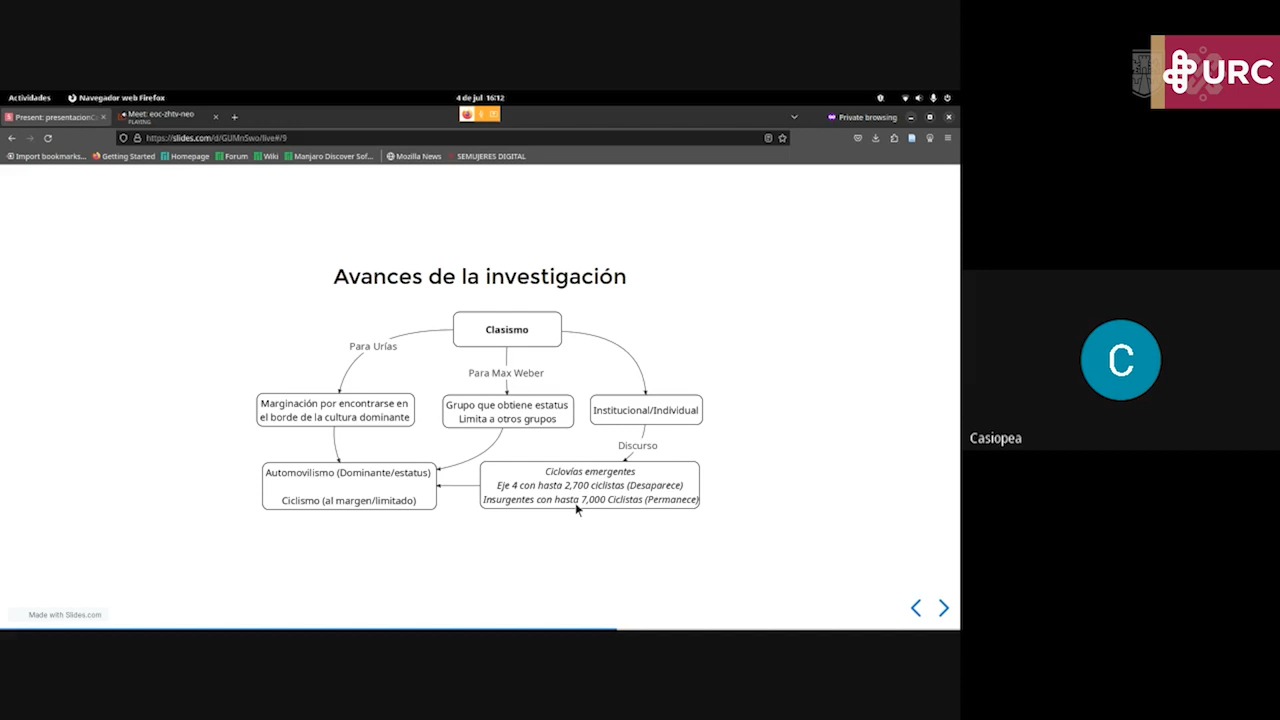 URC
Actividades
Navegador web Firefox
4 de jul 16:12
Present: presentacionC
Meet: eoc-zhtv-neo
PLAYING
Private browsing
https://slides.com/d/GUMnSwo/live#/9
Import bookmarks...
Getting Started
Homepage
Forum
Wiki
Manjaro Discover Sof...
Mozilla News
SEMUJERES DIGITAL
Avances de la investigación
Clasismo
Para Urías
Para Max Weber
Marginación por encontrarse en
el borde de la cultura dominante
Grupo que obtiene estatus
Limita a otros grupos
Institucional/Individual
Discurso
Automovilismo (Dominante/estatus)
Ciclismo (al margen/limitado)
Ciclovías emergentes
Eje 4 con hasta 2,700 ciclistas (Desaparece)
Insurgentes con hasta 7,000 Ciclistas (Permanece)
Made with Slides.com
C
Casiopea